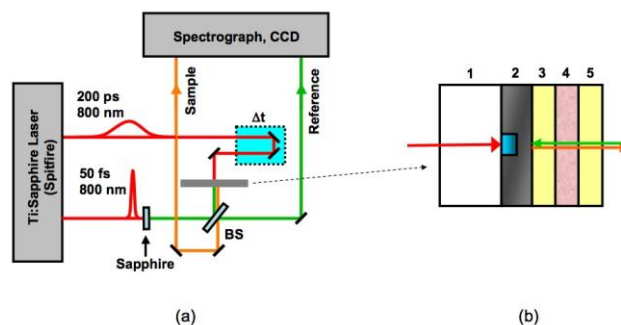 Spectrograph, CCD
Ti:Sapphire Laser
(Spitfire)
200 ps
800 nm
50 fs
800 nm
Sample
Reference
Δt
BS
Sapphire
1
2
3
4
5
(a)
(b)